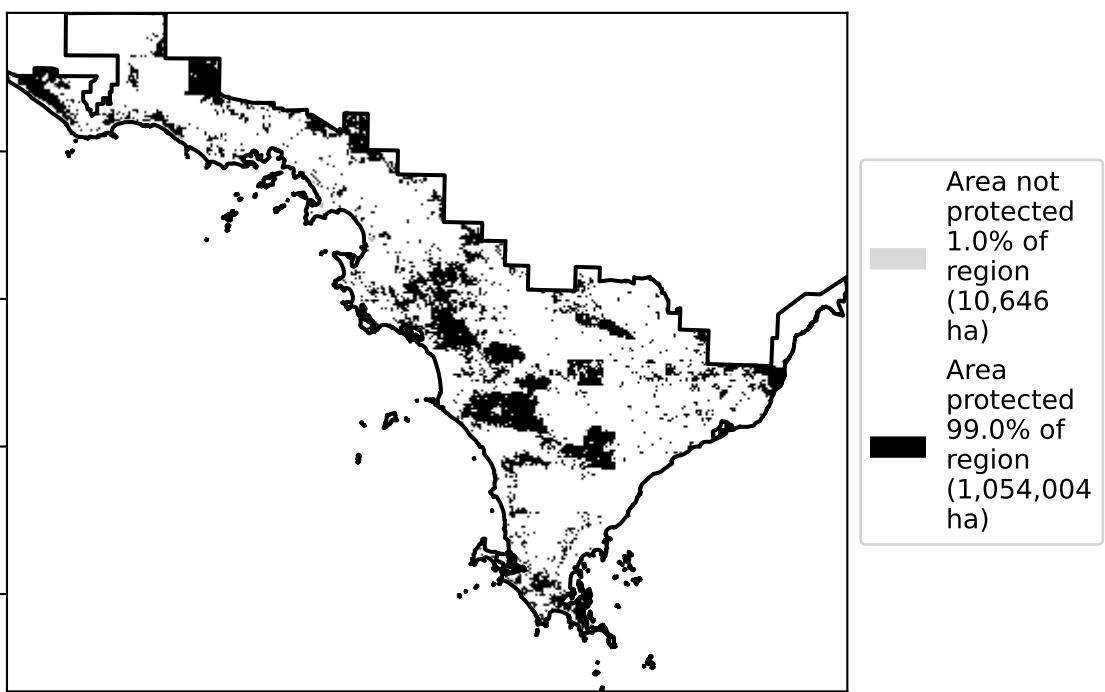 Area not
protected
1.0% of
region
(10,646
ha)
Area
protected
99.0% of
region
(1,054,004
ha)